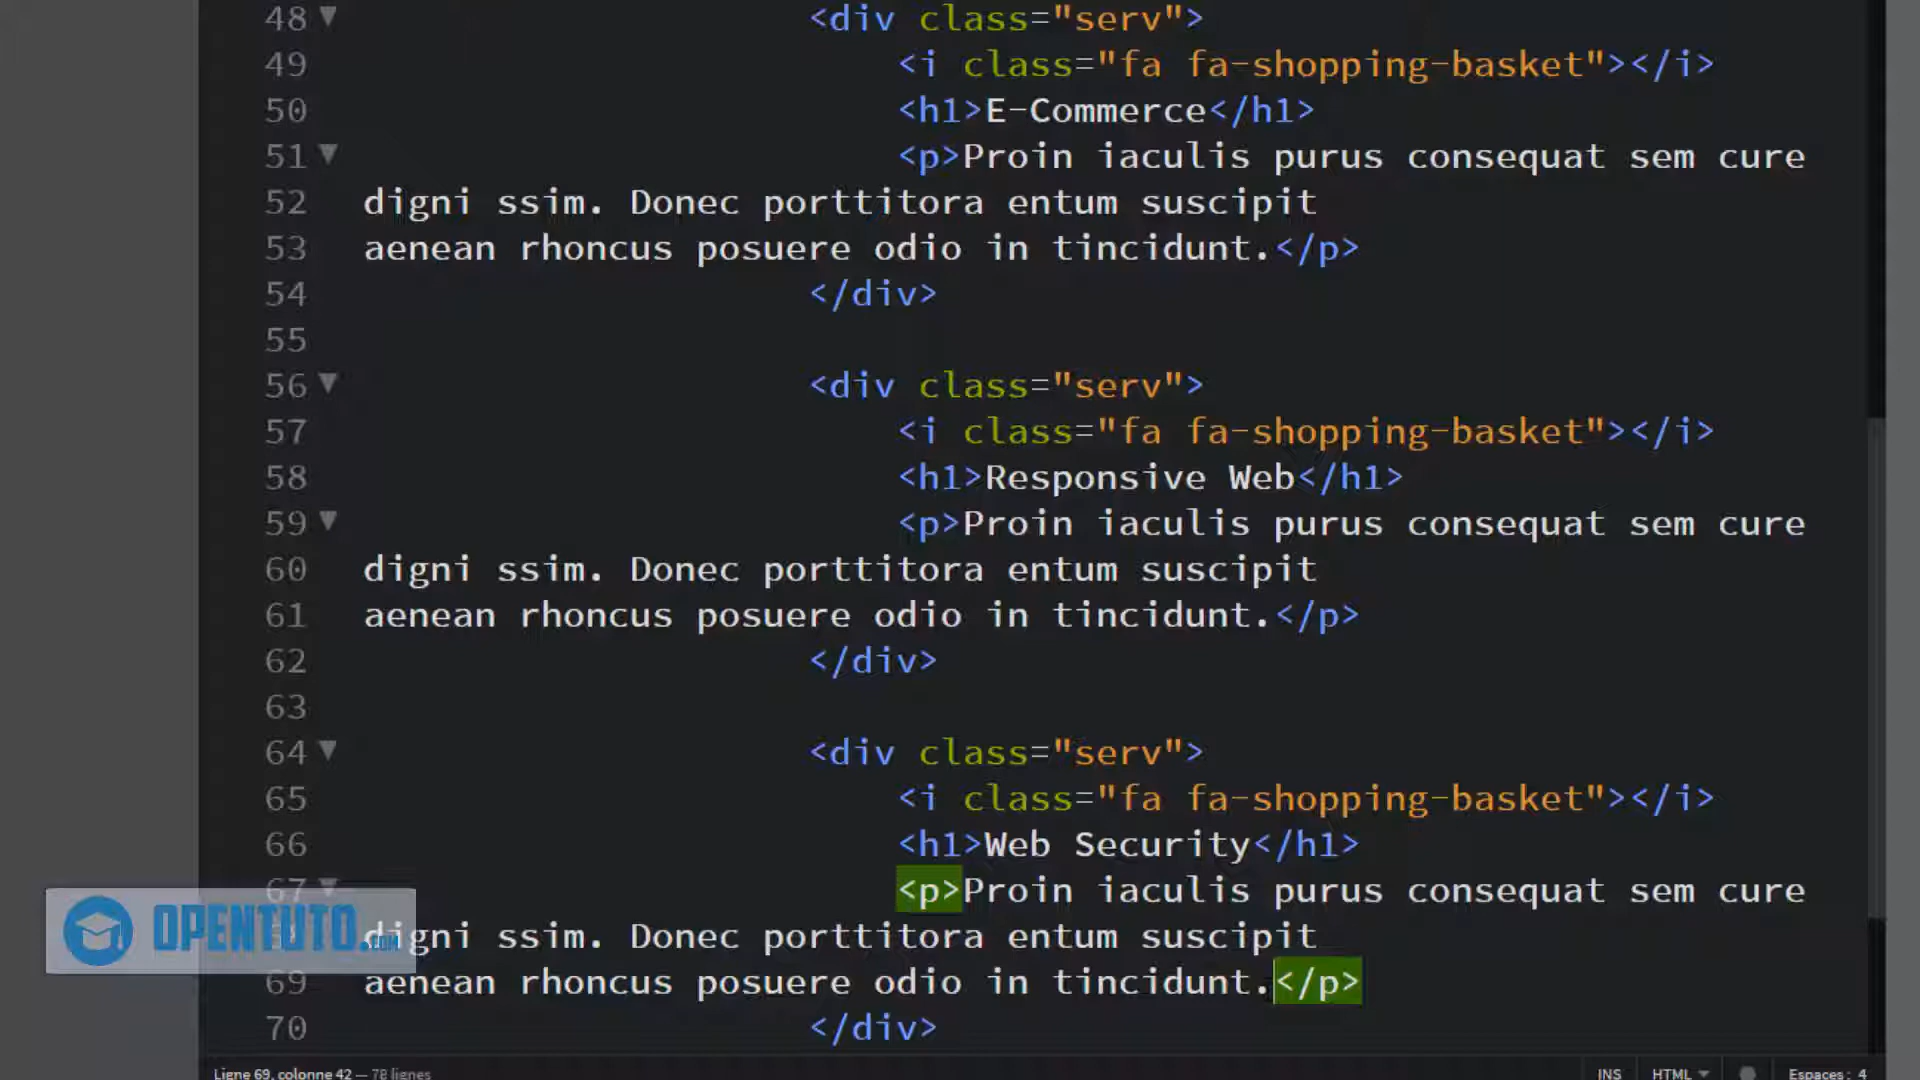 48 <div class="serv">
49 <i class="fa fa-shopping-basket"></i>
50 <h1>E-Commerce</h1>
51 <p>Proin iaculis purus consequat sem cure
52 digni ssim. Donec porttitora entum suscipit
53 aenean rhoncus posuere odio in tincidunt.</p>
54 </div>
55
56 <div class="serv">
57 <i class="fa fa-shopping-basket"></i>
58 <h1>Responsive Web</h1>
59 <p>Proin iaculis purus consequat sem cure
60 digni ssim. Donec porttitora entum suscipit
61 aenean rhoncus posuere odio in tincidunt.</p>
62 </div>
63
64 <div class="serv">
65 <i class="fa fa-shopping-basket"></i>
66 <h1>Web Security</h1>
67 <p>Proin iaculis purus consequat sem cure
digni ssim. Donec porttitora entum suscipit
69 aenean rhoncus posuere odio in tincidunt.</p>
70 </div>
OPENTUTO.COM
Ligne 69, colonne 42 — 78 lignes
INS HTML Espaces : 4